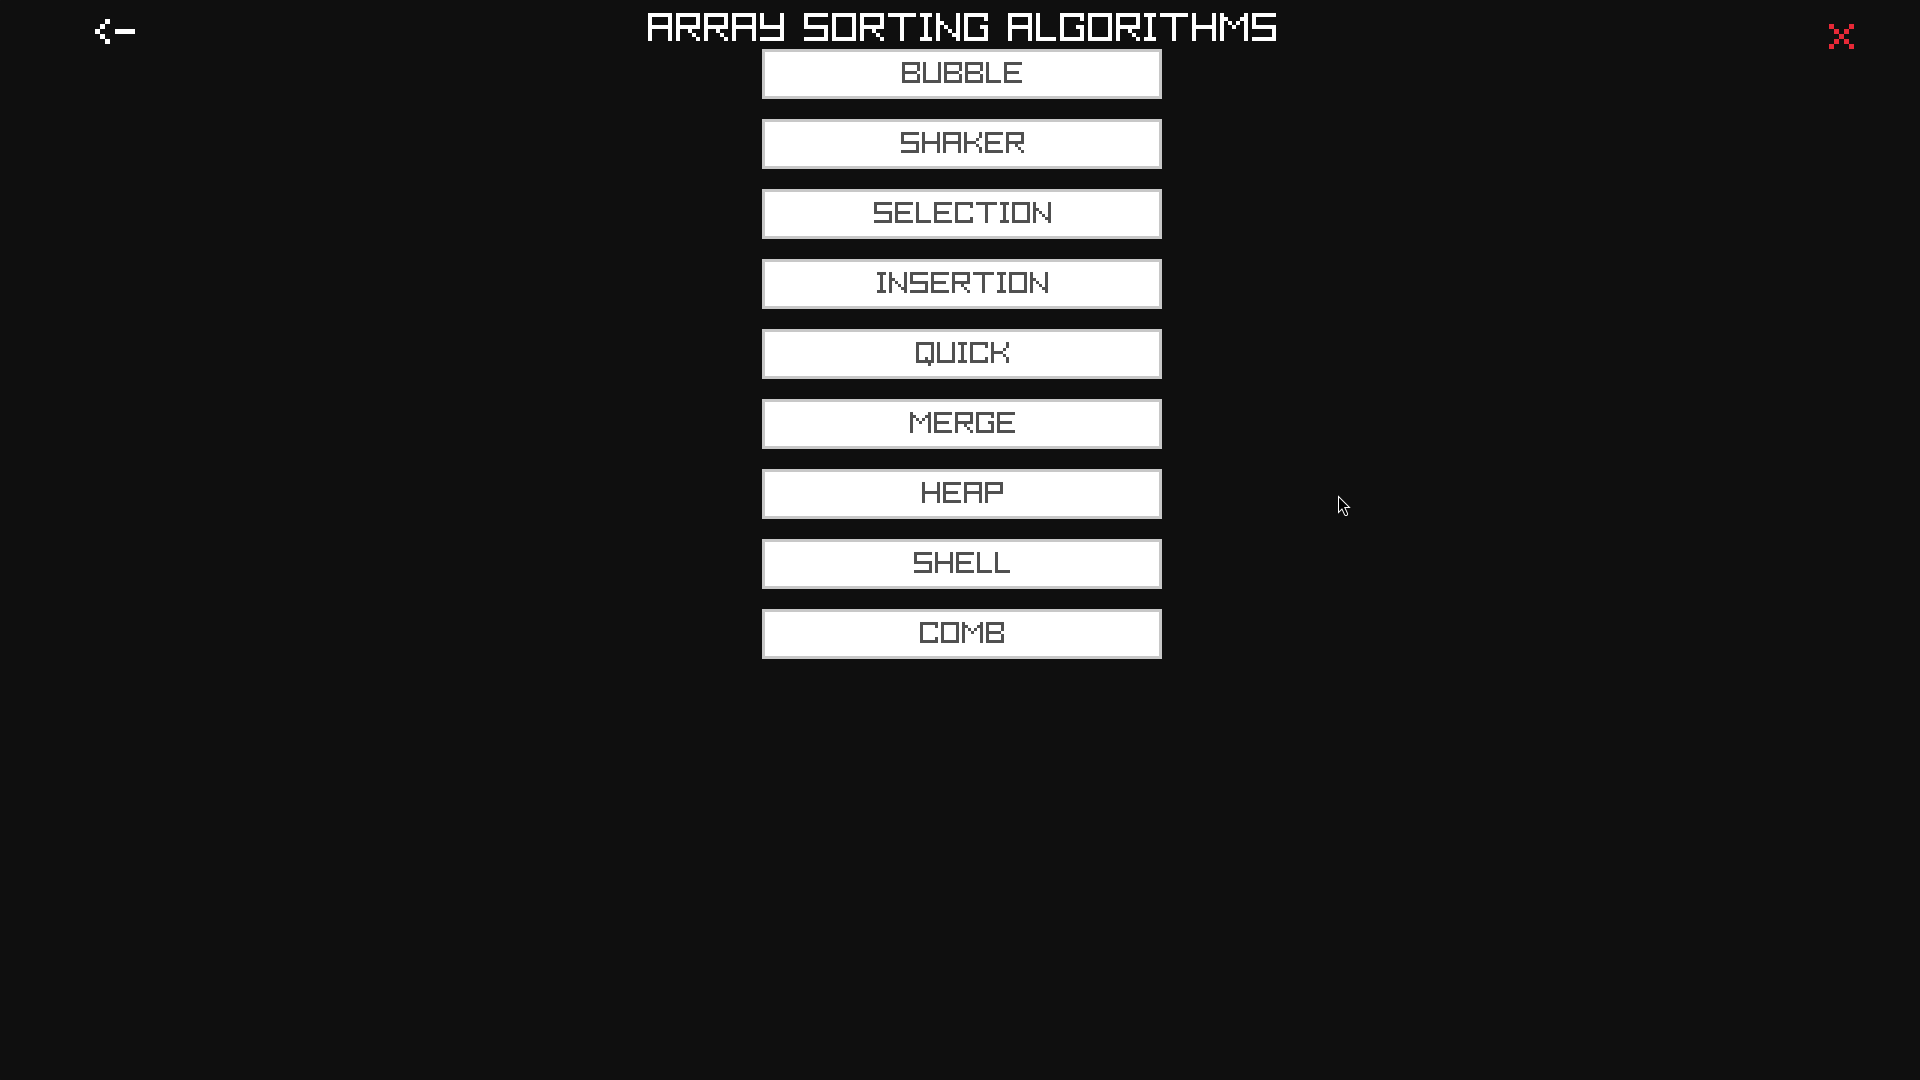 <-
ARRAY SORTING ALGORITHMS
X
BUBBLE
SHAKER
SELECTION
INSERTION
QUICK
MERGE
HEAP
SHELL
COMB